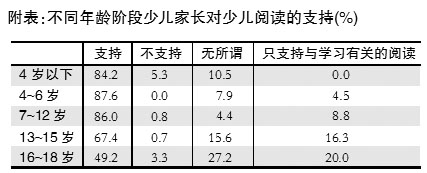 附表:不同年龄阶段少儿家长对少儿阅读的支持(%)
支持 不支持 无所谓 只支持与学习有关的阅读
4 岁以下 84.2 5.3 10.5 0.0
4~6 岁 87.6 0.0 7.9 4.5
7~12 岁 86.0 0.8 4.4 8.8
13~15 岁 67.4 0.7 15.6 16.3
16~18 岁 49.2 3.3 27.2 20.0